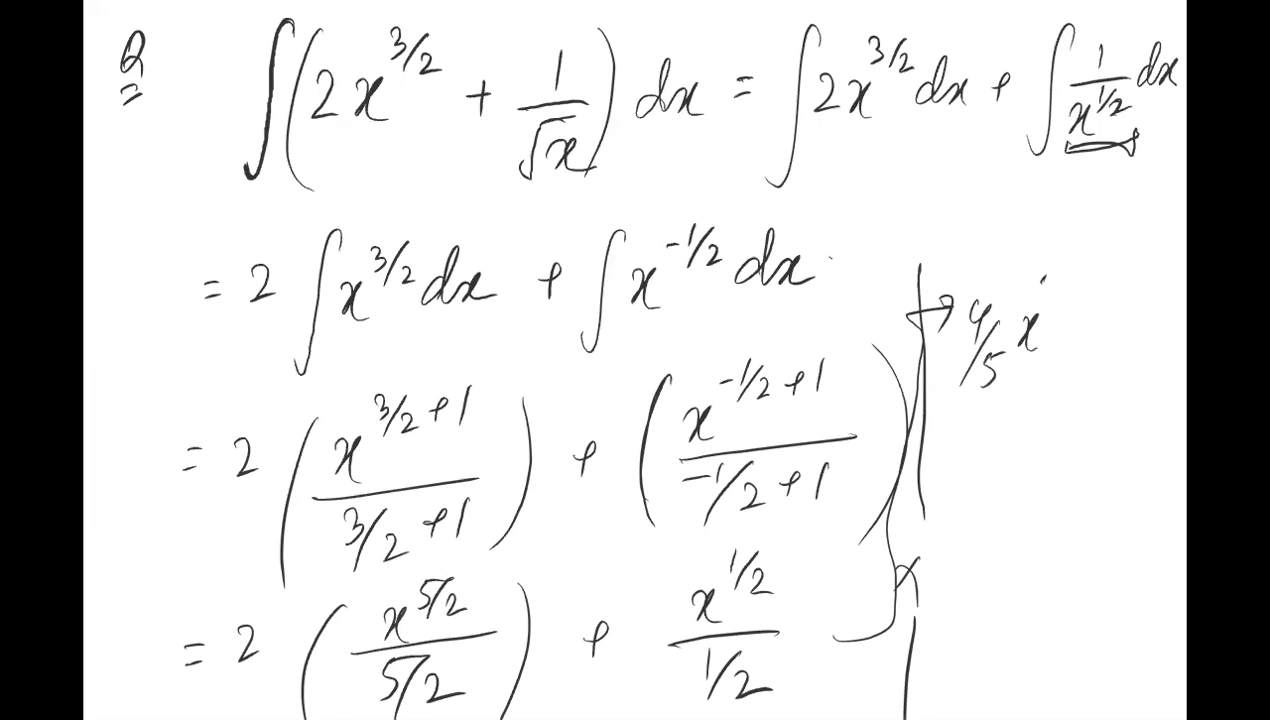 Q ∫(2x^{3/2} + 1/√x) dx = ∫2x^{3/2} dx + ∫1/x^{1/2} dx
= 2 ∫x^{3/2} dx + ∫x^{-1/2} dx
= 2 (x^{3/2 + 1}/(3/2 + 1)) + (x^{-1/2 + 1}/(-1/2 + 1))
= 2 (x^{5/2}/(5/2)) + x^{1/2}/(1/2)
→ 4/5 x